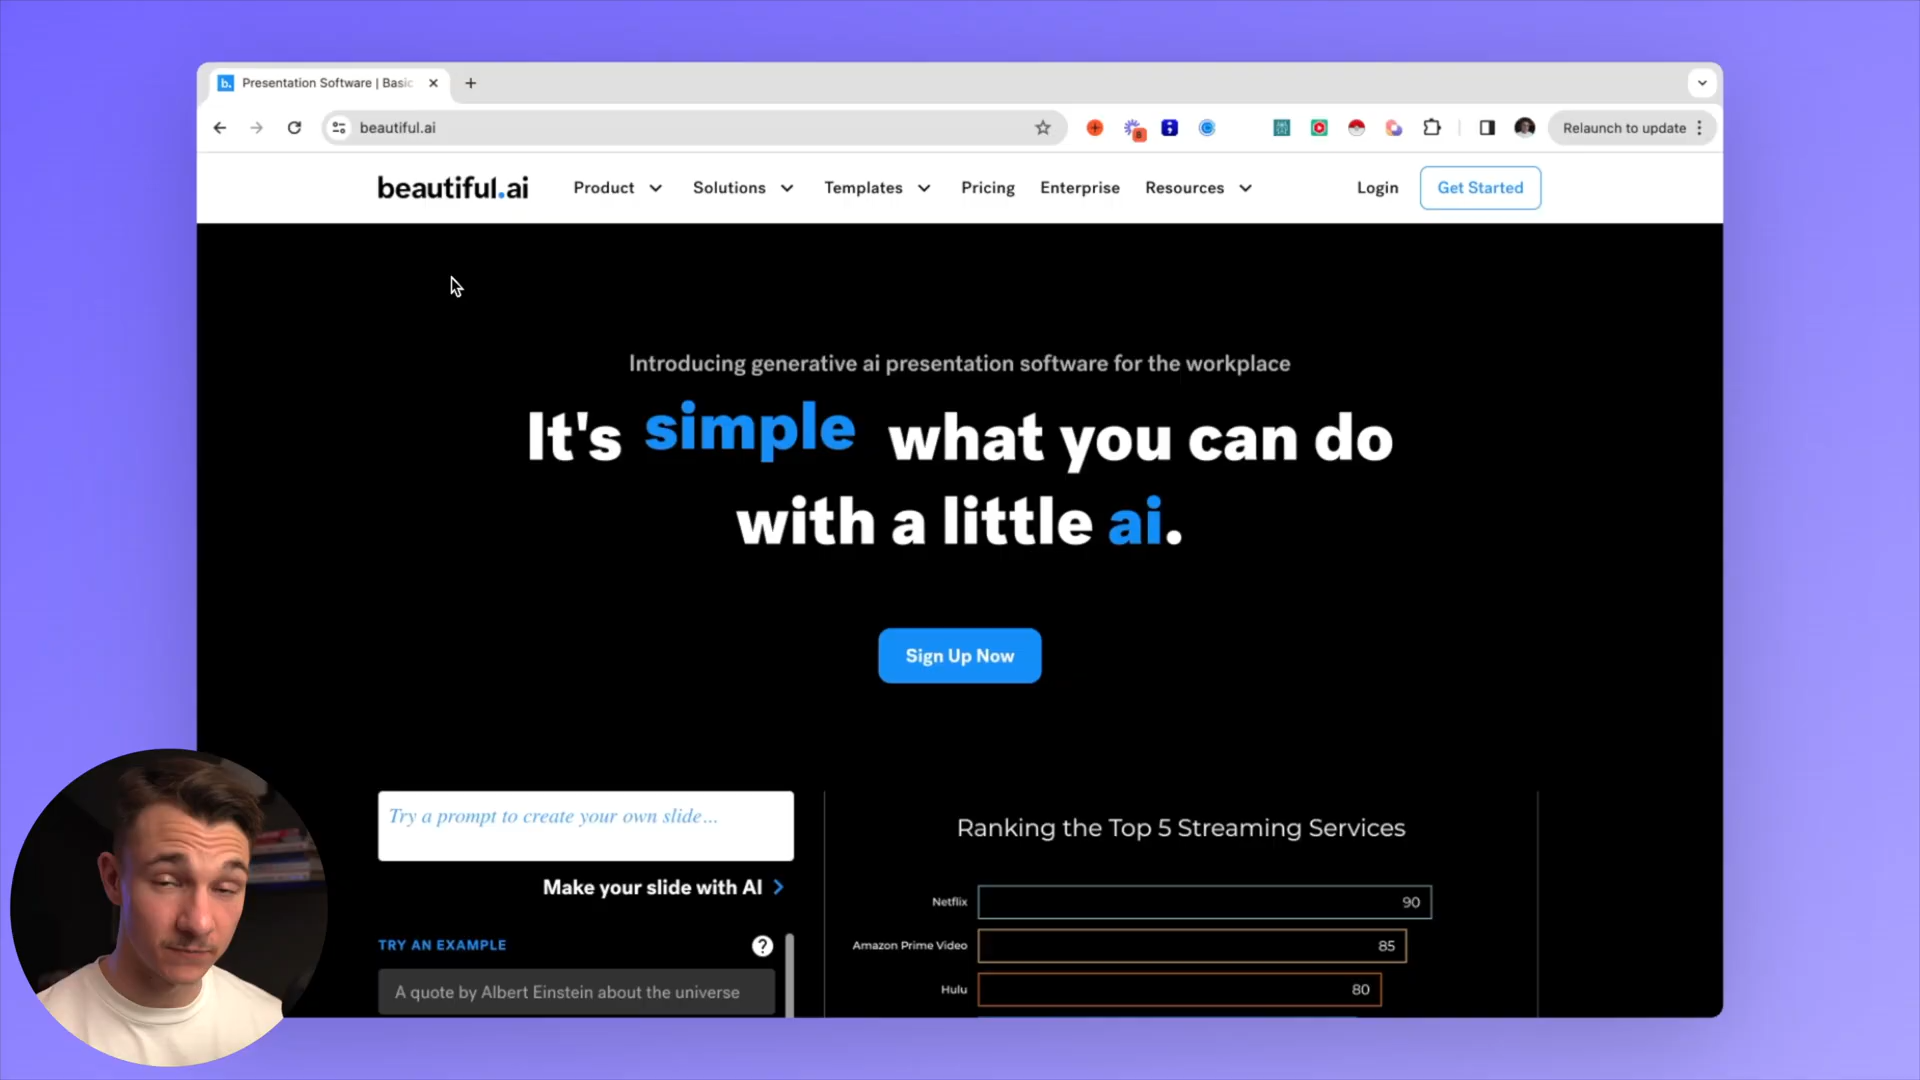 b.
Presentation Software | Basic
beautiful.ai
Relaunch to update
beautiful.ai
Product
Solutions
Templates
Pricing
Enterprise
Resources
Login
Get Started
Introducing generative ai presentation software for the workplace
It's simple what you can do
with a little ai.
Sign Up Now
Try a prompt to create your own slide...
Make your slide with AI
TRY AN EXAMPLE
?
A quote by Albert Einstein about the universe
Ranking the Top 5 Streaming Services
Netflix 90
Amazon Prime Video 85
Hulu 80